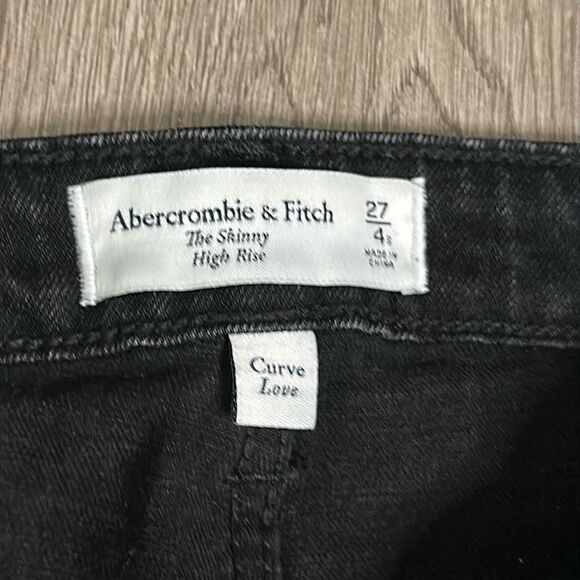 Abercrombie & Fitch
The Skinny
High Rise
27
4s
MADE IN
CHINA
Curve
Love